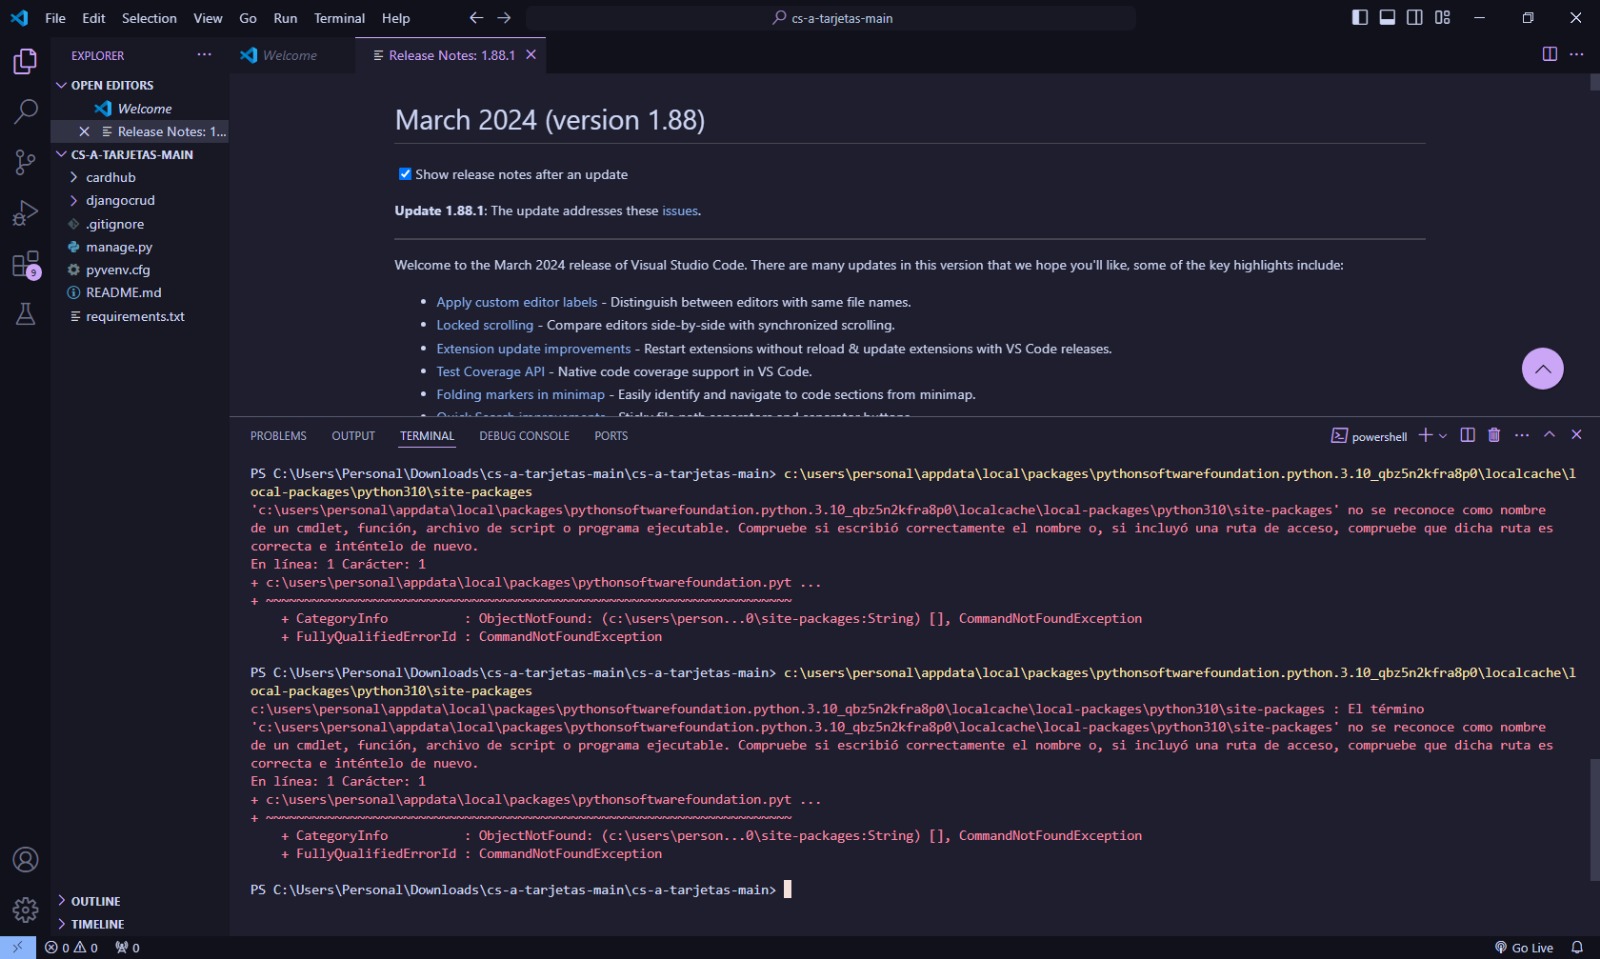 File Edit Selection View Go Run Terminal Help
cs-a-tarjetas-main
EXPLORER
Welcome
Release Notes: 1.88.1
OPEN EDITORS
Welcome
Release Notes: 1...
CS-A-TARJETAS-MAIN
cardhub
djangocrud
.gitignore
manage.py
pyvenv.cfg
README.md
requirements.txt
9
OUTLINE
TIMELINE
March 2024 (version 1.88)
Show release notes after an update
Update 1.88.1: The update addresses these issues.
Welcome to the March 2024 release of Visual Studio Code. There are many updates in this version that we hope you'll like, some of the key highlights include:
• Apply custom editor labels - Distinguish between editors with same file names.
• Locked scrolling - Compare editors side-by-side with synchronized scrolling.
• Extension update improvements - Restart extensions without reload & update extensions with VS Code releases.
• Test Coverage API - Native code coverage support in VS Code.
• Folding markers in minimap - Easily identify and navigate to code sections from minimap.
• Quick Search improvements - Sticky file path separators and separator buttons.
PROBLEMS OUTPUT TERMINAL DEBUG CONSOLE PORTS
powershell
PS C:\Users\Personal\Downloads\cs-a-tarjetas-main\cs-a-tarjetas-main> c:\users\personal\appdata\local\packages\pythonsoftwarefoundation.python.3.10_qbz5n2kfra8p0\localcache\l
ocal-packages\python310\site-packages
'c:\users\personal\appdata\local\packages\pythonsoftwarefoundation.python.3.10_qbz5n2kfra8p0\localcache\local-packages\python310\site-packages' no se reconoce como nombre
de un cmdlet, función, archivo de script o programa ejecutable. Compruebe si escribió correctamente el nombre o, si incluyó una ruta de acceso, compruebe que dicha ruta es
correcta e inténtelo de nuevo.
En línea: 1 Carácter: 1
+ c:\users\personal\appdata\local\packages\pythonsoftwarefoundation.pyt ...
+ ~~~~~~~~~~~~~~~~~~~~~~~~~~~~~~~~~~~~~~~~~~~~~~~~~~~~~~~~~~~~~~~~~~~~~
+ CategoryInfo : ObjectNotFound: (c:\users\person...0\site-packages:String) [], CommandNotFoundException
+ FullyQualifiedErrorId : CommandNotFoundException
PS C:\Users\Personal\Downloads\cs-a-tarjetas-main\cs-a-tarjetas-main> c:\users\personal\appdata\local\packages\pythonsoftwarefoundation.python.3.10_qbz5n2kfra8p0\localcache\l
ocal-packages\python310\site-packages
c:\users\personal\appdata\local\packages\pythonsoftwarefoundation.python.3.10_qbz5n2kfra8p0\localcache\local-packages\python310\site-packages : El término
'c:\users\personal\appdata\local\packages\pythonsoftwarefoundation.python.3.10_qbz5n2kfra8p0\localcache\local-packages\python310\site-packages' no se reconoce como nombre
de un cmdlet, función, archivo de script o programa ejecutable. Compruebe si escribió correctamente el nombre o, si incluyó una ruta de acceso, compruebe que dicha ruta es
correcta e inténtelo de nuevo.
En línea: 1 Carácter: 1
+ c:\users\personal\appdata\local\packages\pythonsoftwarefoundation.pyt ...
+ ~~~~~~~~~~~~~~~~~~~~~~~~~~~~~~~~~~~~~~~~~~~~~~~~~~~~~~~~~~~~~~~~~~~~~
+ CategoryInfo : ObjectNotFound: (c:\users\person...0\site-packages:String) [], CommandNotFoundException
+ FullyQualifiedErrorId : CommandNotFoundException
PS C:\Users\Personal\Downloads\cs-a-tarjetas-main\cs-a-tarjetas-main>
0 0 0
Go Live